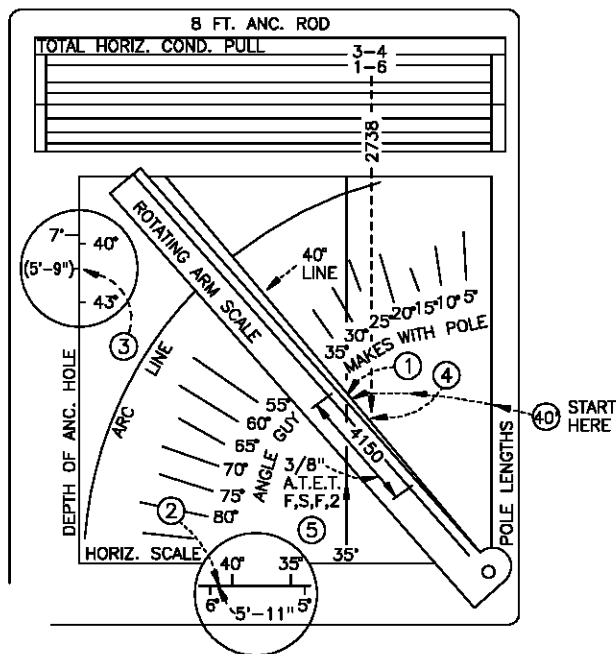 8 FT. ANC. ROD
TOTAL HORIZ. COND. PULL
3-4
1-6
2738
ROTATING ARM SCALE
7"
40"
(5'-9")
43"
3
40"
LINE
5°
10°
15°
20°
25°
30°
35°
MAKES WITH POLE
1
4
40'
START
HERE
DEPTH OF ANC. HOLE
ARC LINE
POLE LENGTHS
55°
60°
65°
70°
75°
80°
ANGLE GUY
4150
3/8"
A.T.E.T.
F,S,F,2
5
2
HORIZ. SCALE
35"
40"
35"
6"
5"
5'-11"